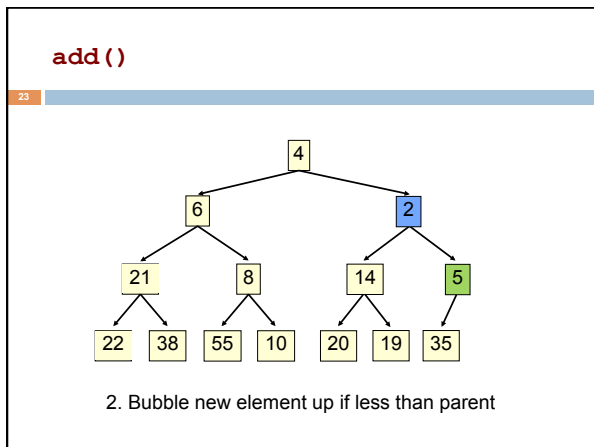 add()
23
4
6 2
21 8 14 5
22 38 55 10 20 19 35
2. Bubble new element up if less than parent